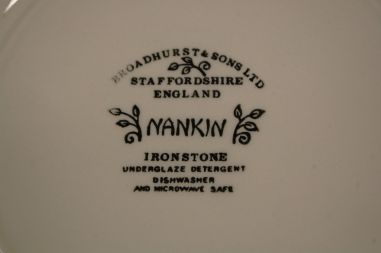 BROADHURST & SONS LTD
STAFFORDSHIRE
ENGLAND
NANKIN
IRONSTONE
UNDERGLAZE DETERGENT
DISHWASHER
AND MICROWAVE SAFE